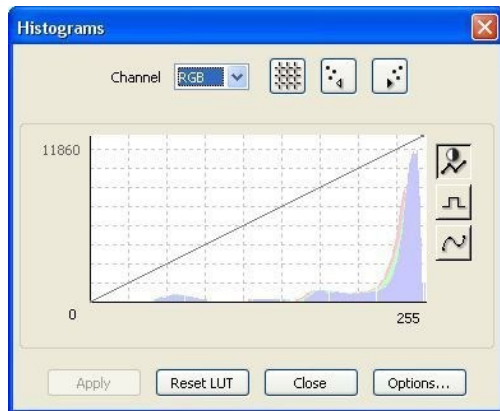 Histograms
Channel RGB
11860
0 255
Apply Reset LUT Close Options...